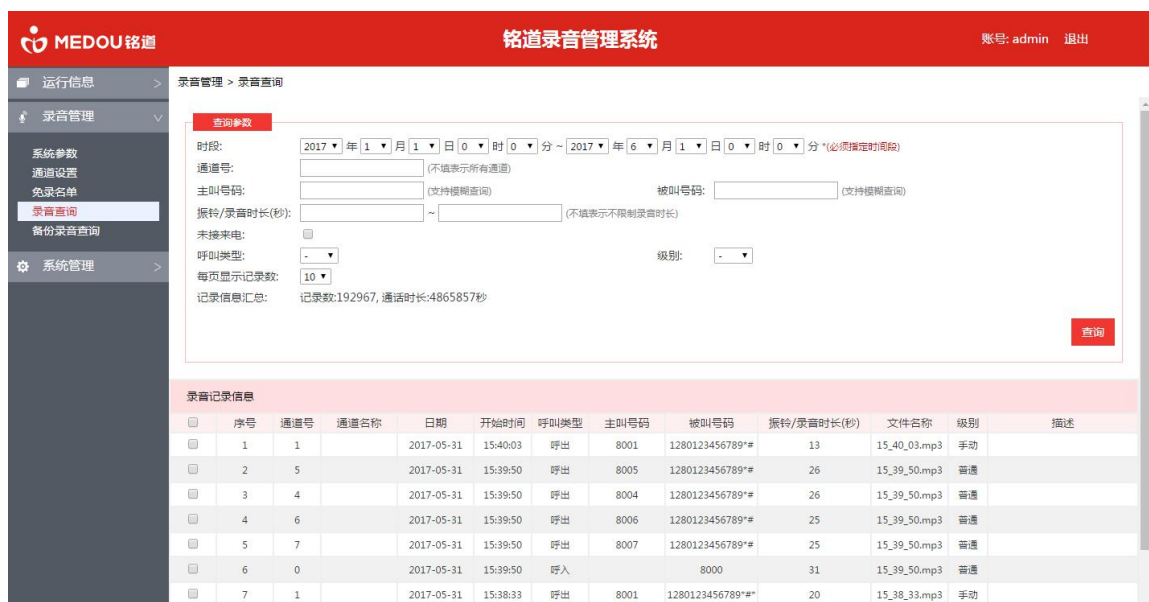 MEDOU 铭道 铭道录音管理系统 账号: admin 退出
运行信息 >
录音管理 > 录音查询
录音管理 v
系统参数
通道设置
免录名单
录音查询
备份录音查询
系统管理 >
查询参数
时段: 2017 年 1 月 1 日 0 时 0 分 ~ 2017 年 6 月 1 日 0 时 0 分 *(必须指定时间段)
通道号: (不填表示所有通道)
主叫号码: (支持模糊查询) 被叫号码: (支持模糊查询)
振铃/录音时长(秒): ~ (不填表示不限制录音时长)
未接来电:
呼叫类型: - 级别: -
每页显示记录数: 10
记录信息汇总: 记录数:192967, 通话时长:4865857秒
查询
录音记录信息
序号 通道号 通道名称 日期 开始时间 呼叫类型 主叫号码 被叫号码 振铃/录音时长(秒) 文件名称 级别 描述
1 1 2017-05-31 15:40:03 呼出 8001 1280123456789*# 13 15_40_03.mp3 手动
2 5 2017-05-31 15:39:50 呼出 8005 1280123456789*# 26 15_39_50.mp3 普通
3 4 2017-05-31 15:39:50 呼出 8004 1280123456789*# 26 15_39_50.mp3 普通
4 6 2017-05-31 15:39:50 呼出 8006 1280123456789*# 25 15_39_50.mp3 普通
5 7 2017-05-31 15:39:50 呼出 8007 1280123456789*# 25 15_39_50.mp3 普通
6 0 2017-05-31 15:39:50 呼入 8000 31 15_39_50.mp3 普通
7 1 2017-05-31 15:38:33 呼出 8001 1280123456789*#* 20 15_38_33.mp3 手动